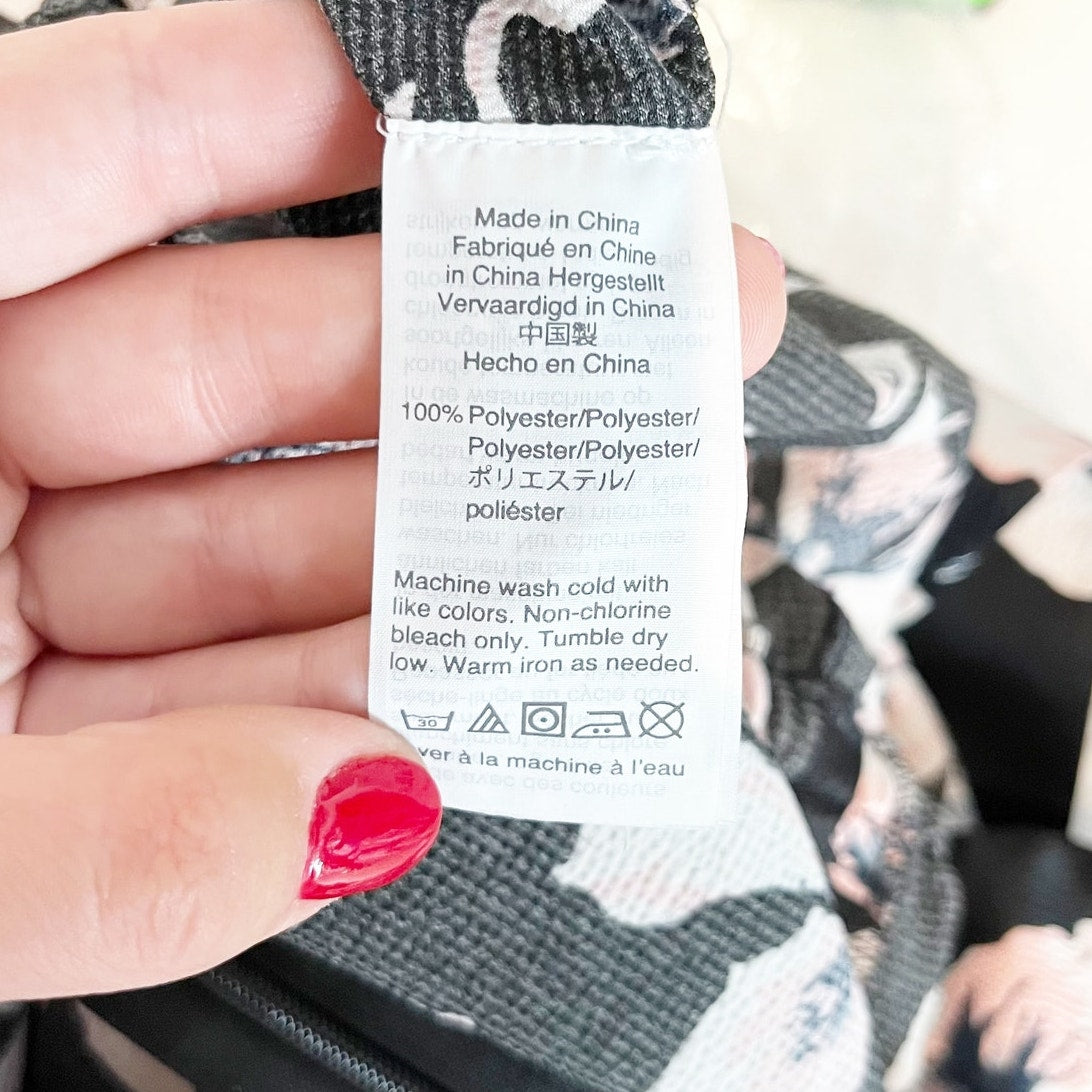 Made in China
Fabriqué en Chine
in China Hergestellt
Vervaardigd in China
中国製
Hecho en China
100% Polyester/Polyester/
Polyester/Polyester/
ポリエステル/
poliéster
Machine wash cold with
like colors. Non-chlorine
bleach only. Tumble dry
low. Warm iron as needed.
30
à la machine à l'eau